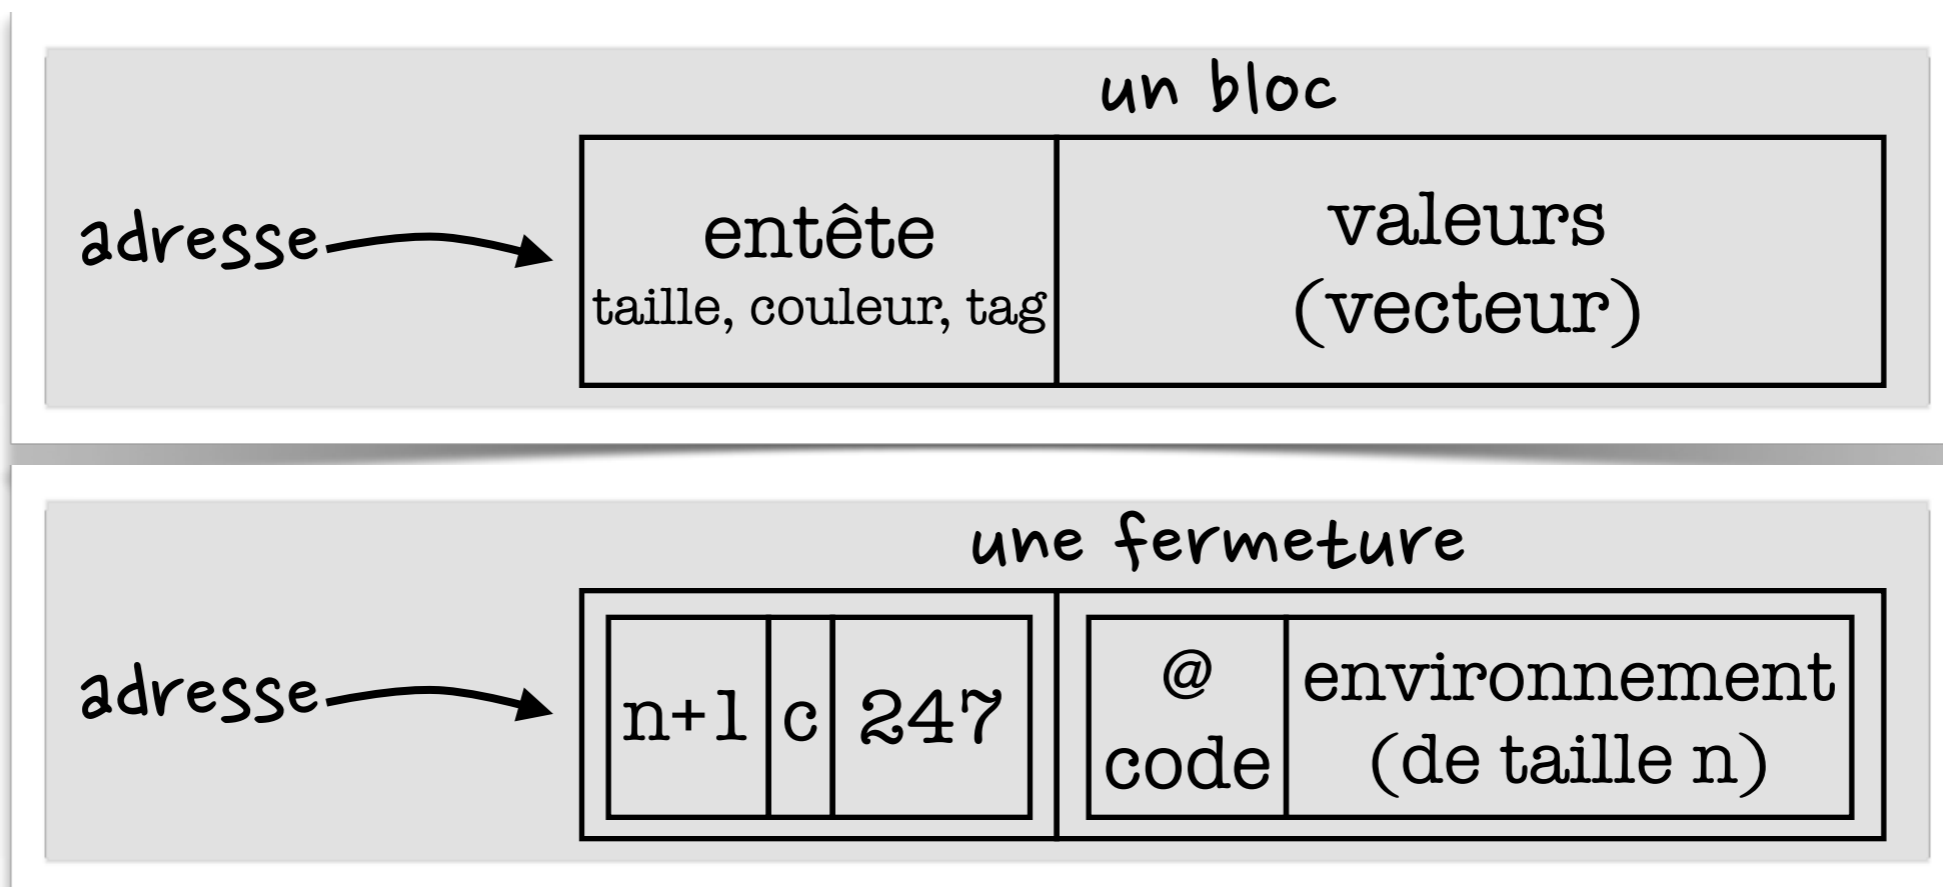 un bloc
adresse
entête
taille, couleur, tag
valeurs
(vecteur)
une fermeture
adresse
n+1 c 247
@
code
environnement
(de taille n)